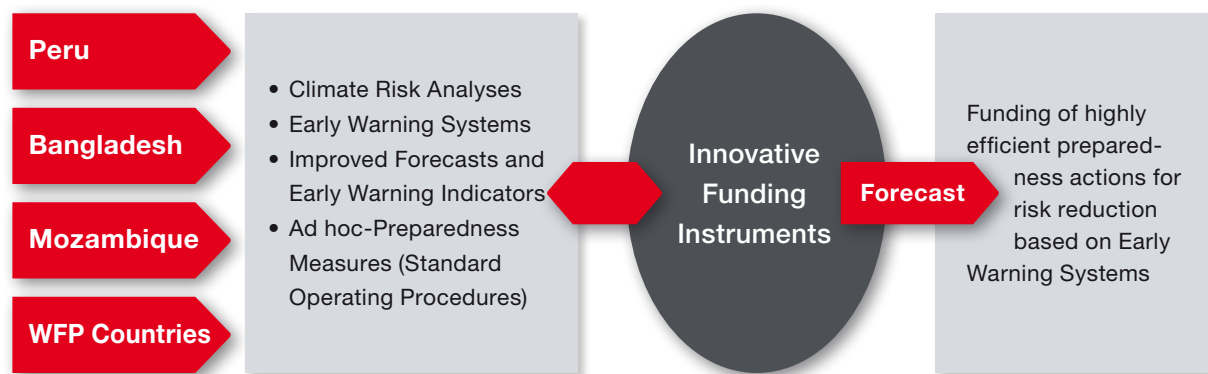 Peru
Bangladesh
Mozambique
WFP Countries
• Climate Risk Analyses
• Early Warning Systems
• Improved Forecasts and
Early Warning Indicators
• Ad hoc-Preparedness
Measures (Standard
Operating Procedures)
Innovative
Funding
Instruments
Forecast
Funding of highly
efficient prepared-
ness actions for
risk reduction
based on Early
Warning Systems